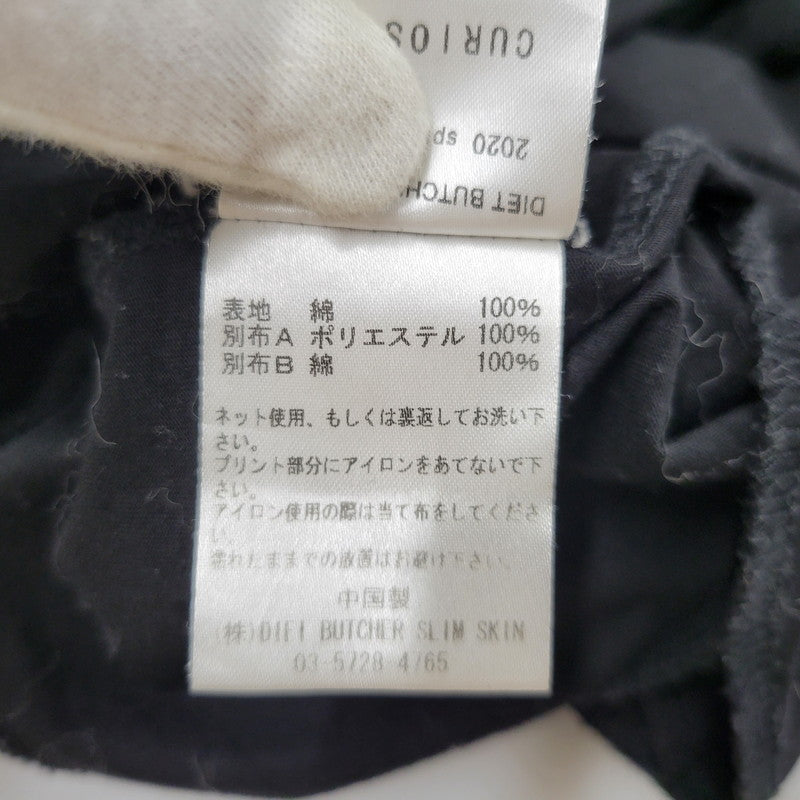 CURIOS
2020 sp
DIET BUTCH
表地 綿 100%
別布A ポリエステル 100%
別布B 綿 100%
ネット使用、もしくは裏返してお洗い下
さい。
プリント部分にアイロンをあてないで下
さい。
アイロン使用の際は当て布をしてくださ
い。
濡れたままでの放置はお避け下さい。
中国製
(株)DIET BUTCHER SLIM SKIN
03-5728-4765